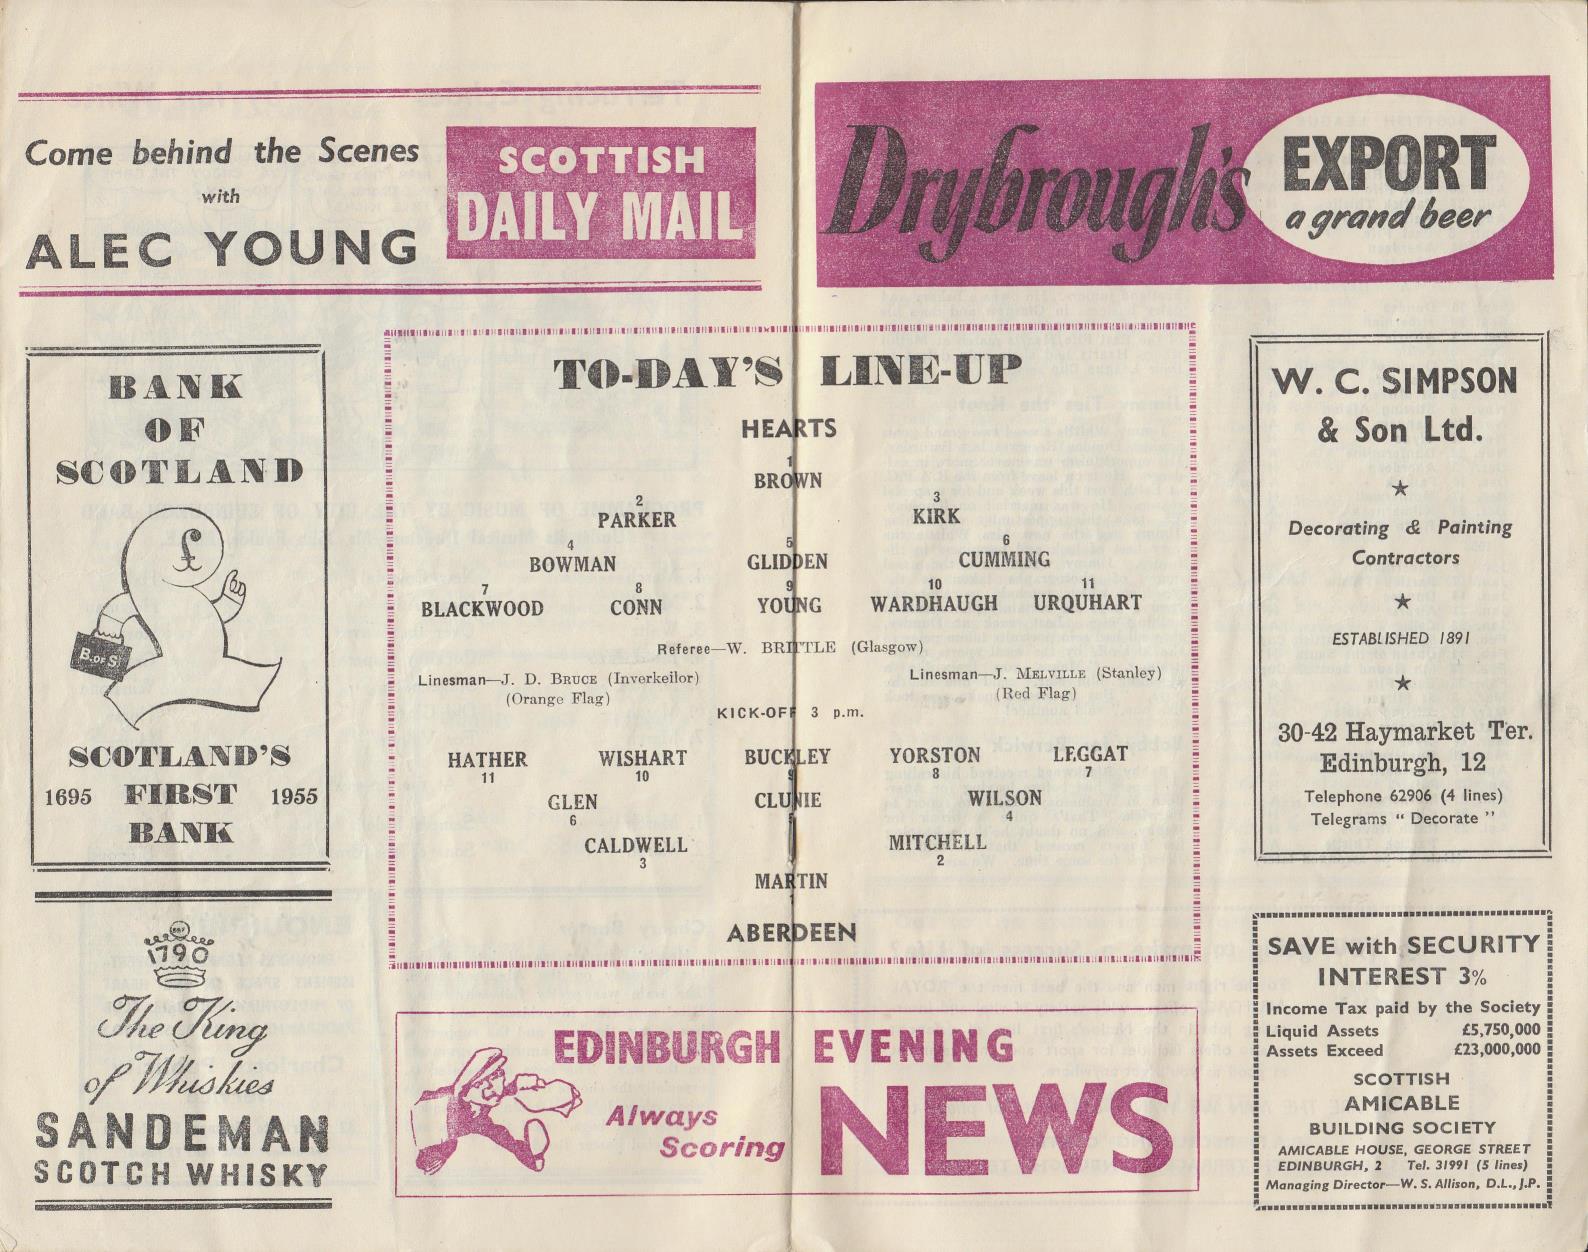 Come behind the Scenes
with
ALEC YOUNG
SCOTTISH
DAILY MAIL
Drybrough's
EXPORT
a grand beer
BANK
OF
SCOTLAND
£
B. OF S.
SCOTLAND'S
1695 FIRST 1955
BANK
TO-DAY'S LINE-UP
HEARTS
1
BROWN
2 3
PARKER KIRK
4 5 6
BOWMAN GLIDDEN CUMMING
7 8 9 10 11
BLACKWOOD CONN YOUNG WARDHAUGH URQUHART
Referee—W. BRITTLE (Glasgow)
Linesman—J. D. BRUCE (Inverkeilor) Linesman—J. MELVILLE (Stanley)
(Orange Flag) (Red Flag)
KICK-OFF 3 p.m.
HATHER WISHART BUCKLEY YORSTON LEGGAT
11 10 9 8 7
GLEN CLUNIE WILSON
6 5 4
CALDWELL MITCHELL
3 2
MARTIN
1
ABERDEEN
W. C. SIMPSON
& Son Ltd.
Decorating & Painting
Contractors
ESTABLISHED 1891
30-42 Haymarket Ter.
Edinburgh, 12
Telephone 62906 (4 lines)
Telegrams " Decorate "
1790
The King
of Whiskies
SANDEMAN
SCOTCH WHISKY
EDINBURGH EVENING
NEWS
Always
Scoring
SAVE with SECURITY
INTEREST 3%
Income Tax paid by the Society
Liquid Assets £5,750,000
Assets Exceed £23,000,000
SCOTTISH
AMICABLE
BUILDING SOCIETY
AMICABLE HOUSE, GEORGE STREET
EDINBURGH, 2 Tel. 31991 (5 lines)
Managing Director—W. S. Allison, D.L., J.P.